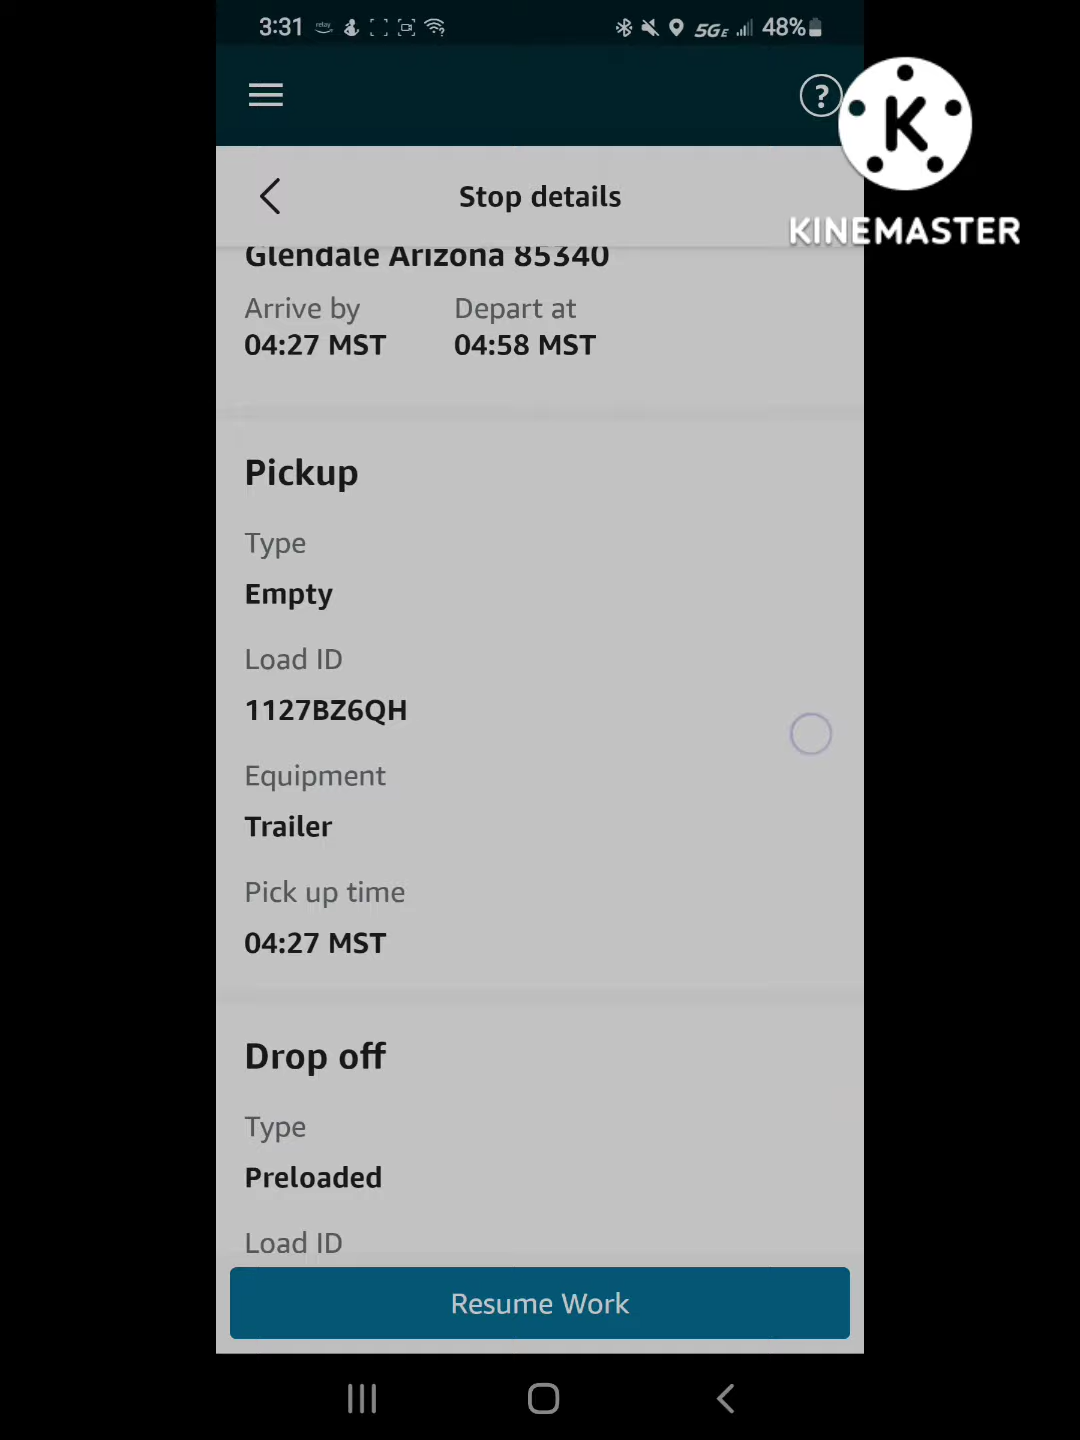 3:31 relay 5GE 48%
?
K
KINEMASTER
Stop details
Glendale Arizona 85340
Arrive by Depart at
04:27 MST 04:58 MST
Pickup
Type
Empty
Load ID
1127BZ6QH
Equipment
Trailer
Pick up time
04:27 MST
Drop off
Type
Preloaded
Load ID
Resume Work